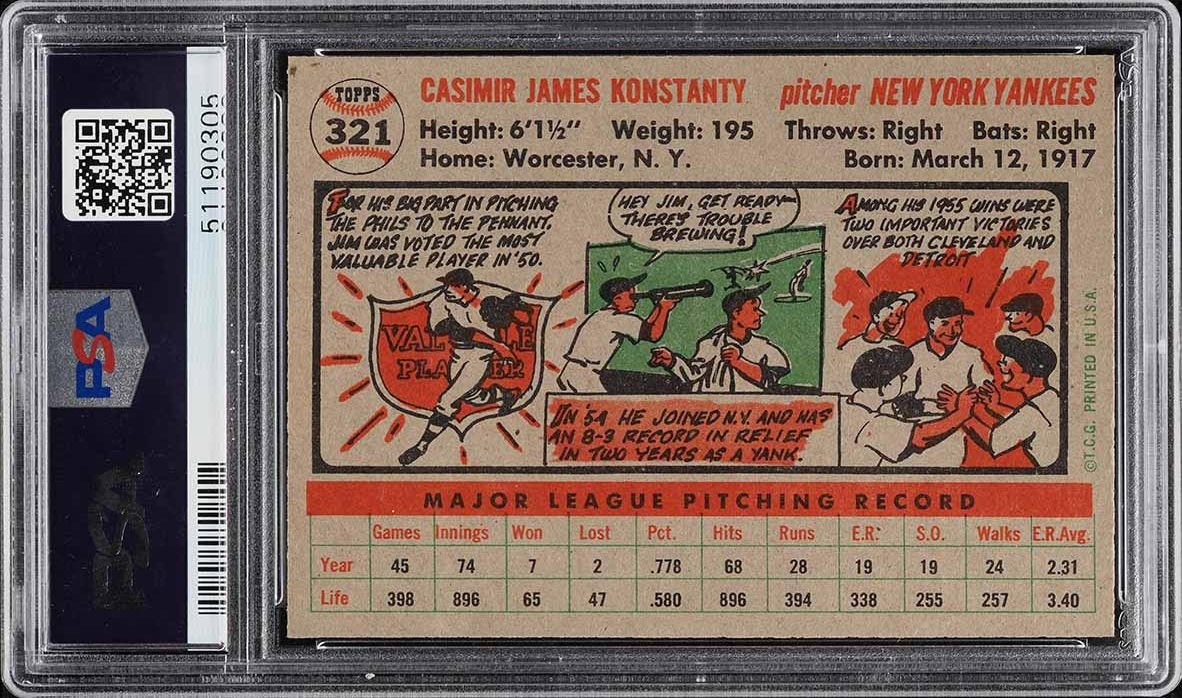 51190305
PSA
PSA
TOPPS
321
CASIMIR JAMES KONSTANTY pitcher NEW YORK YANKEES
Height: 6'1½" Weight: 195 Throws: Right Bats: Right
Home: Worcester, N. Y. Born: March 12, 1917
FOR HIS BIG PART IN PITCHING
THE PHILS TO THE PENNANT,
JIM WAS VOTED THE MOST
VALUABLE PLAYER IN '50.
VAL E
PLA ER
HEY JIM, GET READY-
THERE'S TROUBLE
BREWING!
IN '54 HE JOINED N.Y. AND HAS
AN 8-3 RECORD IN RELIEF
IN TWO YEARS AS A YANK.
AMONG HIS 1955 WINS WERE
TWO IMPORTANT VICTORIES
OVER BOTH CLEVELAND AND
DETROIT
©T.C.G. PRINTED IN U.S.A.
MAJOR LEAGUE PITCHING RECORD
Games Innings Won Lost Pct. Hits Runs E.R. S.O. Walks E.R.Avg.
Year 45 74 7 2 .778 68 28 19 19 24 2.31
Life 398 896 65 47 .580 896 394 338 255 257 3.40